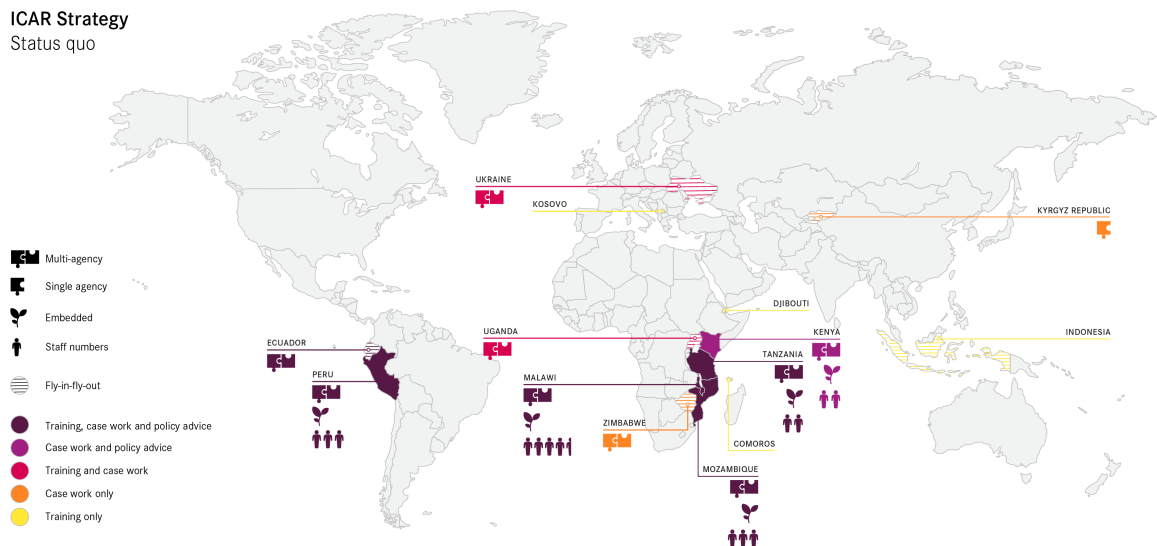 ICAR Strategy
Status quo
UKRAINE
KOSOVO
KYRGYZ REPUBLIC
Multi-agency
Single agency
Embedded
Staff numbers
Fly-in-fly-out
Training, case work and policy advice
Case work and policy advice
Training and case work
Case work only
Training only
DJIBOUTI
UGANDA
KENYA
INDONESIA
ECUADOR
TANZANIA
PERU
MALAWI
ZIMBABWE
COMOROS
MOZAMBIQUE